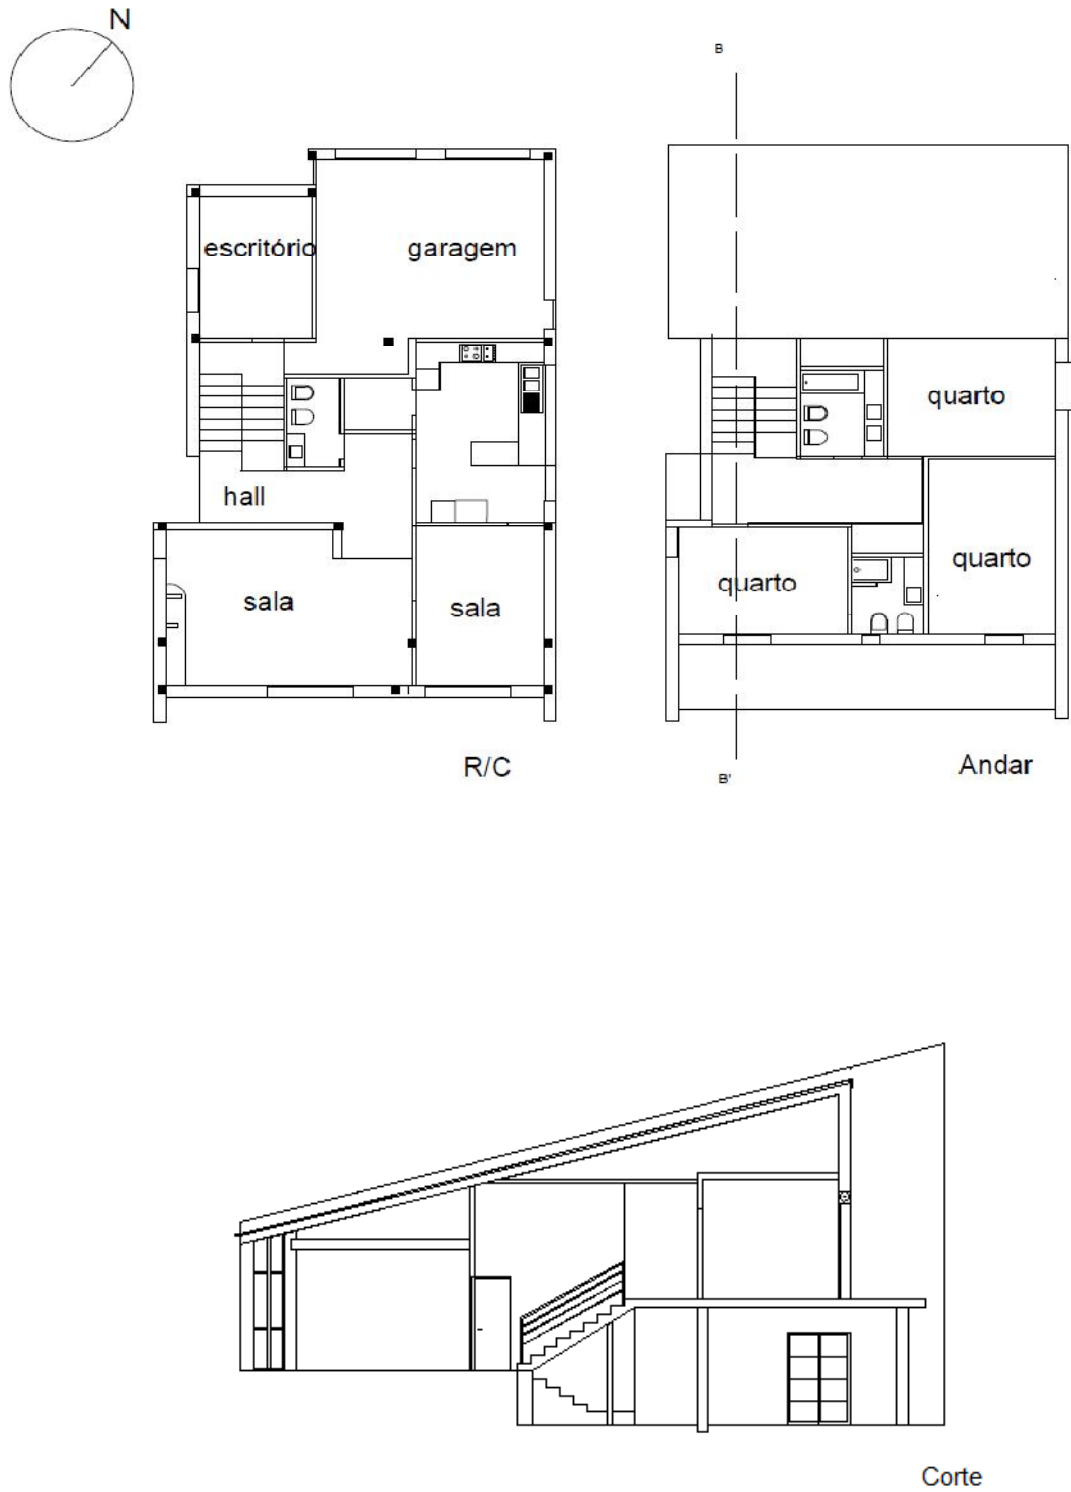 N
B
escritório
garagem
quarto
hall
quarto
quarto
sala
sala
R/C
Andar
B'
Corte